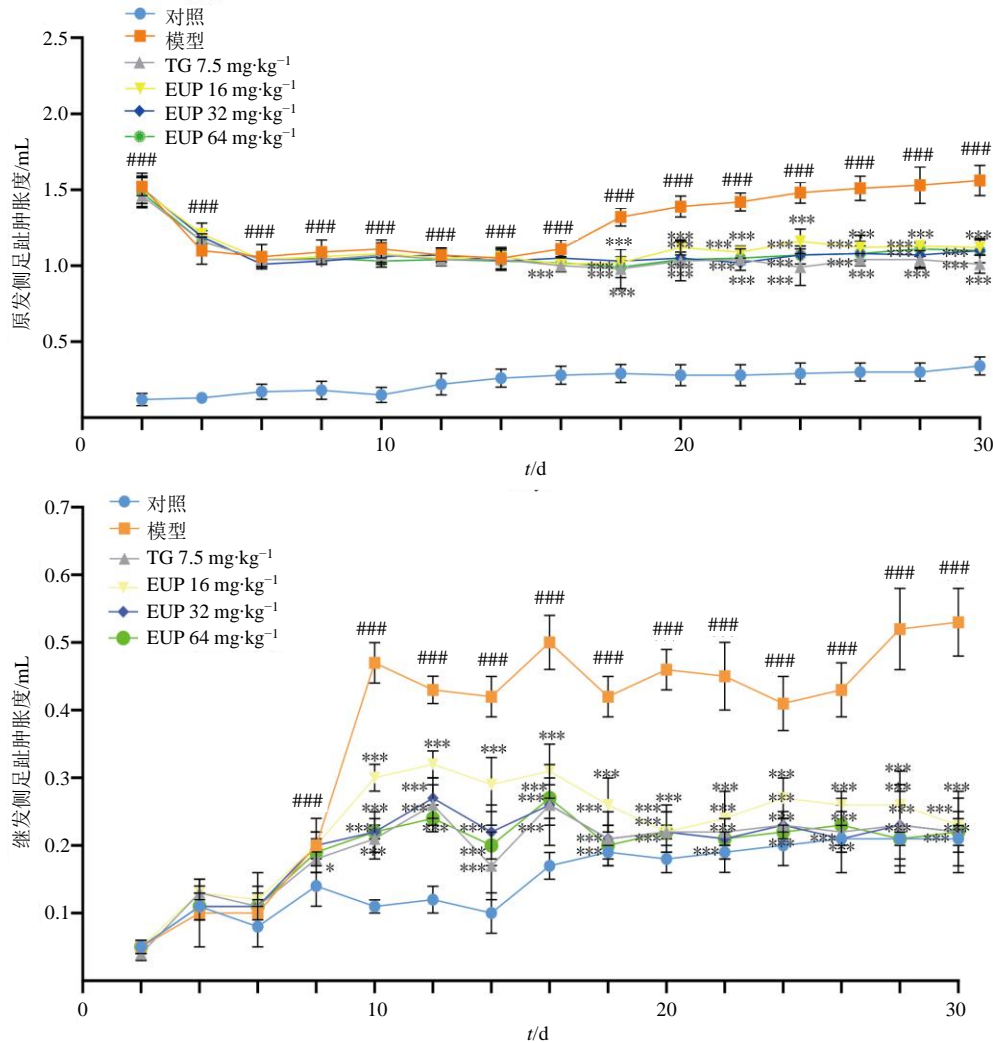 对照
模型
TG 7.5 mg·kg⁻¹
EUP 16 mg·kg⁻¹
EUP 32 mg·kg⁻¹
EUP 64 mg·kg⁻¹
原发侧足趾肿胀度/mL
2.5
2.0
1.5
1.0
0.5
### ### ### ### ### ### ### ### ### ### ### ### ### ### ###
*** *** *** *** *** *** *** ***
0 10 20 30
t/d
对照
模型
TG 7.5 mg·kg⁻¹
EUP 16 mg·kg⁻¹
EUP 32 mg·kg⁻¹
EUP 64 mg·kg⁻¹
继发侧足趾肿胀度/mL
0.7
0.6
0.5
0.4
0.3
0.2
0.1
### ### ### ### ### ### ### ### ### ### ### ###
*** *** *** *** *** *** *** *** *** *** ***
*
0 10 20 30
t/d